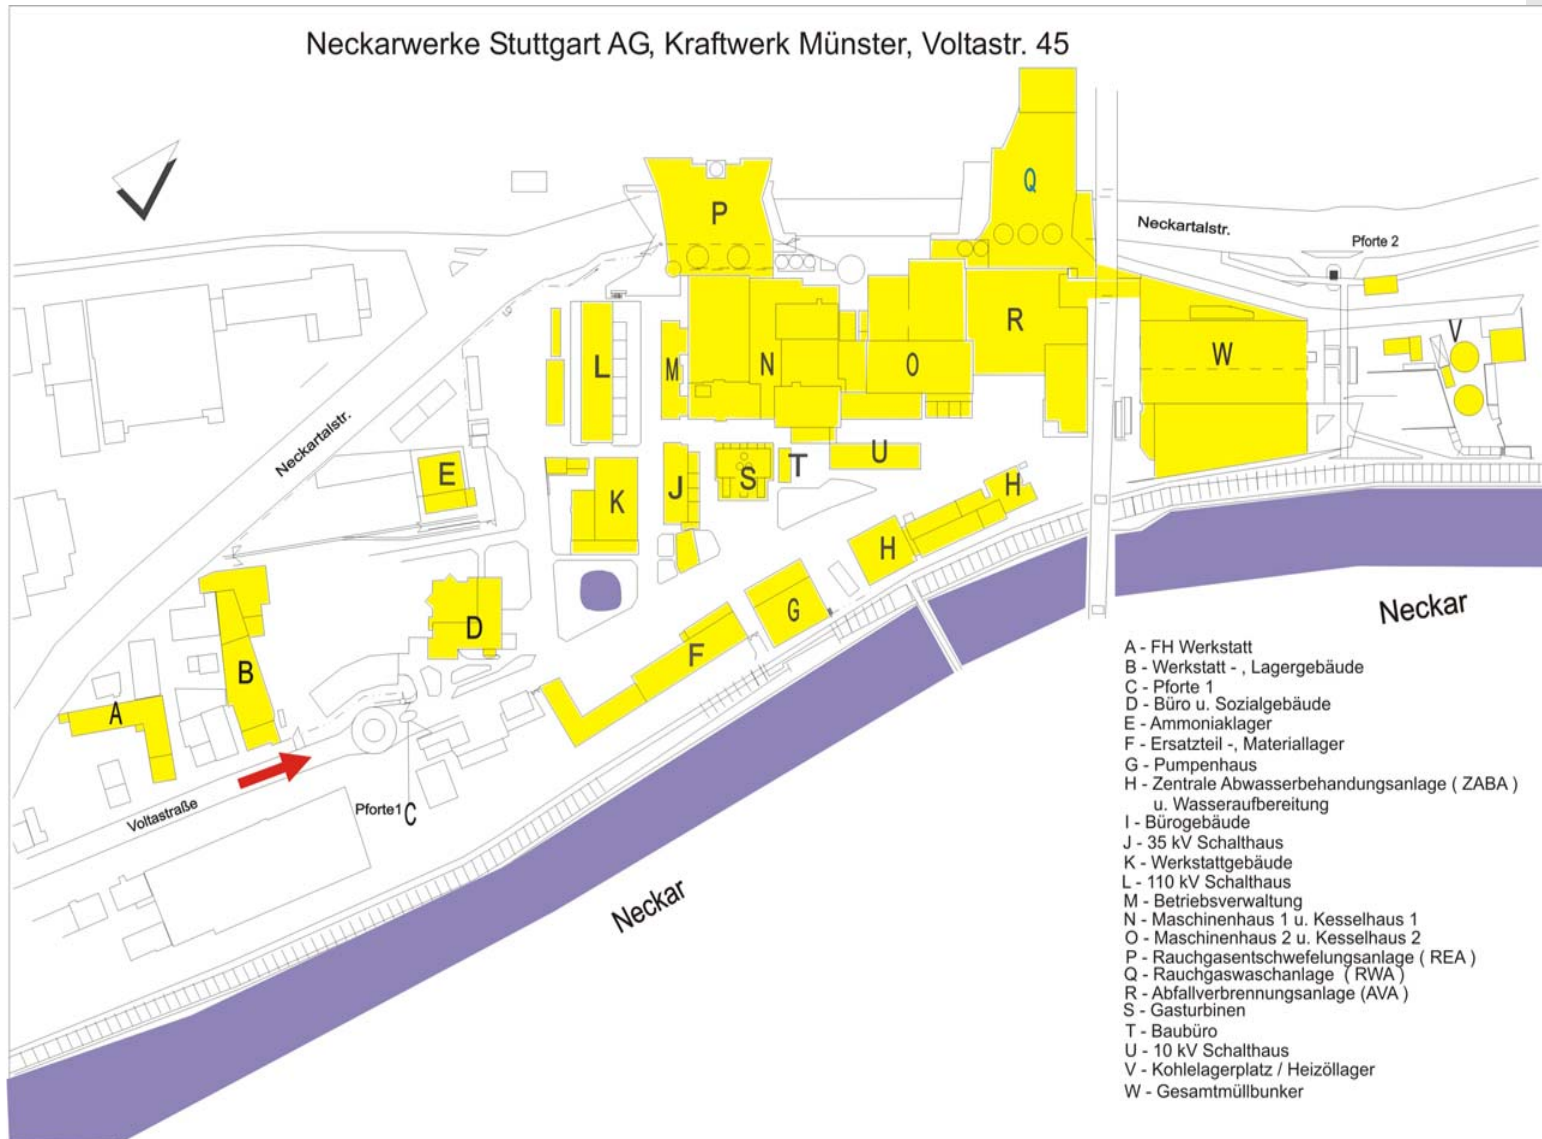 Neckarwerke Stuttgart AG, Kraftwerk Münster, Voltastr. 45
Q
P
Neckartalstr.
Pforte 2
R
V
W
L
M
N
O
Neckartalstr.
E
K
J
S
T
U
H
H
G
Neckar
D
F
B
A
Voltastraße
Pforte1 C
Neckar
A - FH Werkstatt
B - Werkstatt - , Lagergebäude
C - Pforte 1
D - Büro u. Sozialgebäude
E - Ammoniaklager
F - Ersatzteil -, Materiallager
G - Pumpenhaus
H - Zentrale Abwasserbehandungsanlage ( ZABA )
u. Wasseraufbereitung
I - Bürogebäude
J - 35 kV Schalthaus
K - Werkstattgebäude
L - 110 kV Schalthaus
M - Betriebsverwaltung
N - Maschinenhaus 1 u. Kesselhaus 1
O - Maschinenhaus 2 u. Kesselhaus 2
P - Rauchgasentschwefelungsanlage ( REA )
Q - Rauchgaswaschanlage ( RWA )
R - Abfallverbrennungsanlage (AVA )
S - Gasturbinen
T - Baubüro
U - 10 kV Schalthaus
V - Kohlelagerplatz / Heizöllager
W - Gesamtmüllbunker